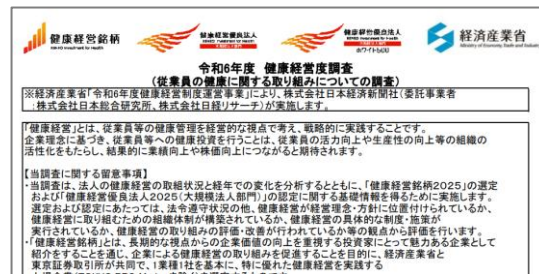 健康経営銘柄
健康経営優良法人
健康経営優良法人
ホワイト500
経済産業省
Ministry of Economy, Trade and Industry
令和6年度 健康経営度調査
(従業員の健康に関する取り組みについての調査)
※経済産業省「令和6年度健康経営制度運営事業」により、株式会社日本経済新聞社(委託事業者
:株式会社日本総合研究所、株式会社日経リサーチ)が実施します。
「健康経営」とは、従業員等の健康管理を経営的な視点で考え、戦略的に実践することです。
企業理念に基づき、従業員等への健康投資を行うことは、従業員の活力向上や生産性の向上等の組織の
活性化をもたらし、結果的に業績向上や株価向上につながると期待されます。
【当調査に関する留意事項】
・当調査は、法人の健康経営の取組状況と経年での変化を分析するとともに、「健康経営銘柄2025」の選定
および「健康経営優良法人2025(大規模法人部門)」の認定に関する基礎情報を得るために実施します。
選定および認定にあたっては、法令遵守状況の他、健康経営が経営理念・方針に位置付けられているか、
健康経営に取り組むための組織体制が構築されているか、健康経営の具体的な制度・施策が
実行されているか、健康経営の取り組みの評価・改善が行われているか等の観点から評価を行います。
・「健康経営銘柄」とは、長期的な視点からの企業価値の向上を重視する投資家にとって魅力ある企業として
紹介をすることを通じ、企業による健康経営の取り組みを促進することを目的に、経済産業省と
東京証券取引所が共同で、1業種1社を基本に、特に優れた健康経営を実践する